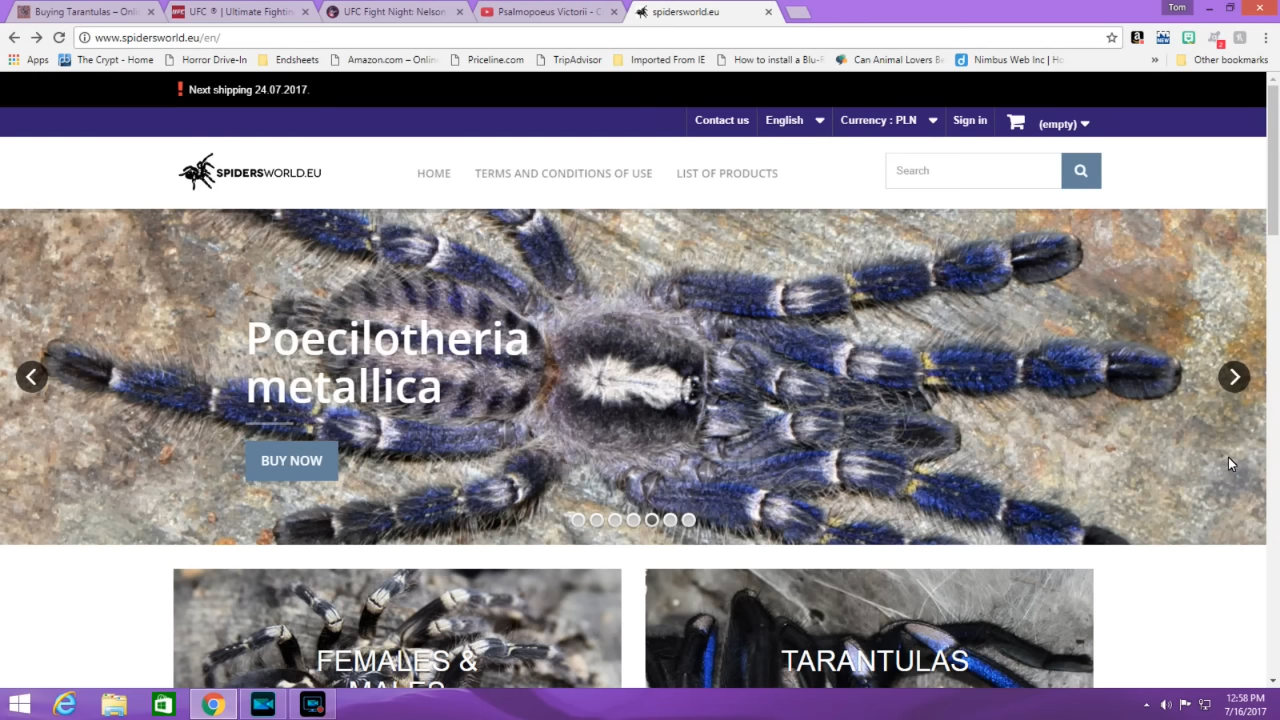 Buying Tarantulas – Onli
UFC ® | Ultimate Fightin
UFC Fight Night: Nelson
Psalmopoeus Victorii - C
spidersworld.eu
Tom
www.spidersworld.eu/en/
Apps
The Crypt - Home
Horror Drive-In
Endsheets
Amazon.com – Onlin
Priceline.com
TripAdvisor
Imported From IE
How to install a Blu-R
Can Animal Lovers Be
Nimbus Web Inc | Ho
Other bookmarks
Next shipping 24.07.2017.
Contact us
English
Currency : PLN
Sign in
(empty)
SPIDERSWORLD.EU
HOME
TERMS AND CONDITIONS OF USE
LIST OF PRODUCTS
Search
Poecilotheria
metallica
BUY NOW
FEMALES &
MALES
TARANTULAS
12:58 PM
7/16/2017